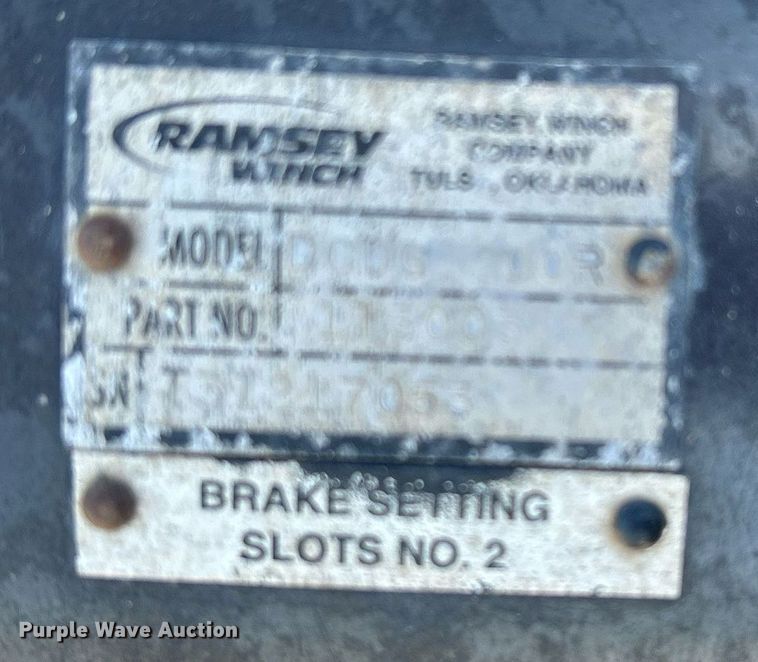 RAMSEY
WINCH
RAMSEY WINCH
COMPANY
OKLAHOMA
MODEL
PART NO.
SN
BRAKE SETTING
SLOTS NO. 2
Purple Wave Auction